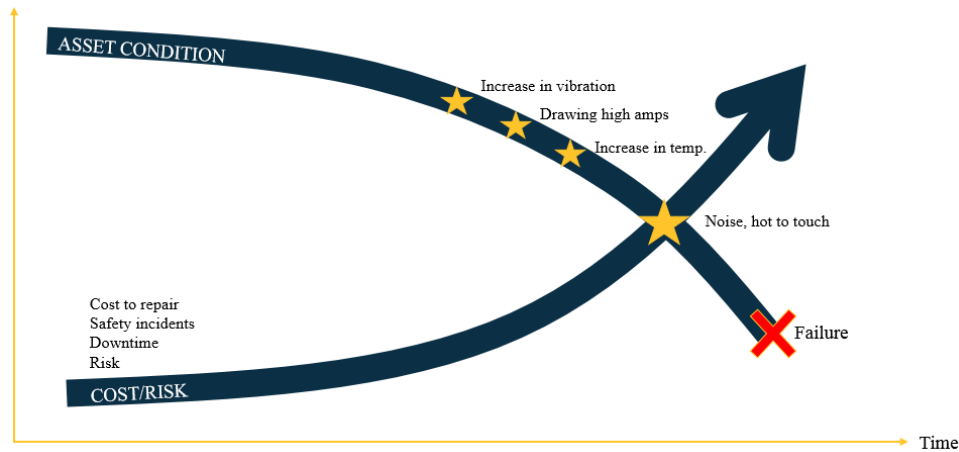 ASSET CONDITION
Increase in vibration
Drawing high amps
Increase in temp.
Noise, hot to touch
Cost to repair
Safety incidents
Downtime
Risk
Failure
COST/RISK
Time